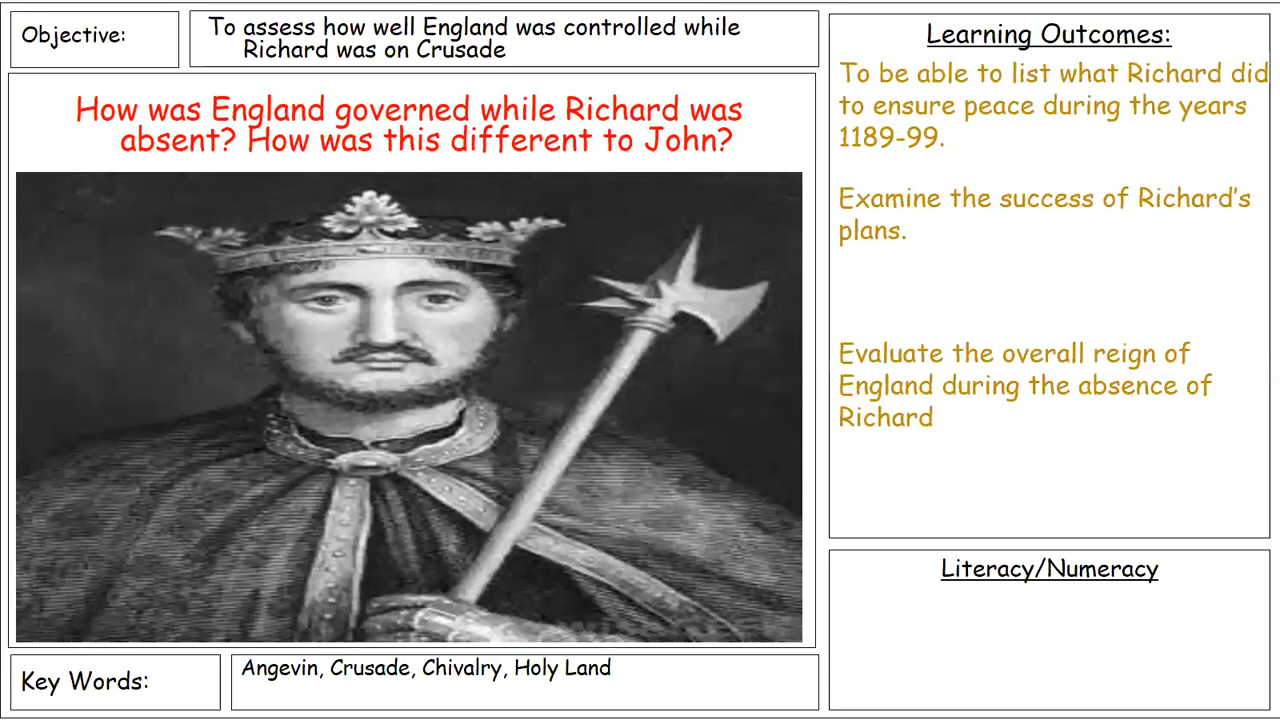 Objective:
To assess how well England was controlled while
Richard was on Crusade
How was England governed while Richard was
absent? How was this different to John?
Key Words:
Angevin, Crusade, Chivalry, Holy Land
Learning Outcomes:
To be able to list what Richard did
to ensure peace during the years
1189-99.
Examine the success of Richard's
plans.
Evaluate the overall reign of
England during the absence of
Richard
Literacy/Numeracy